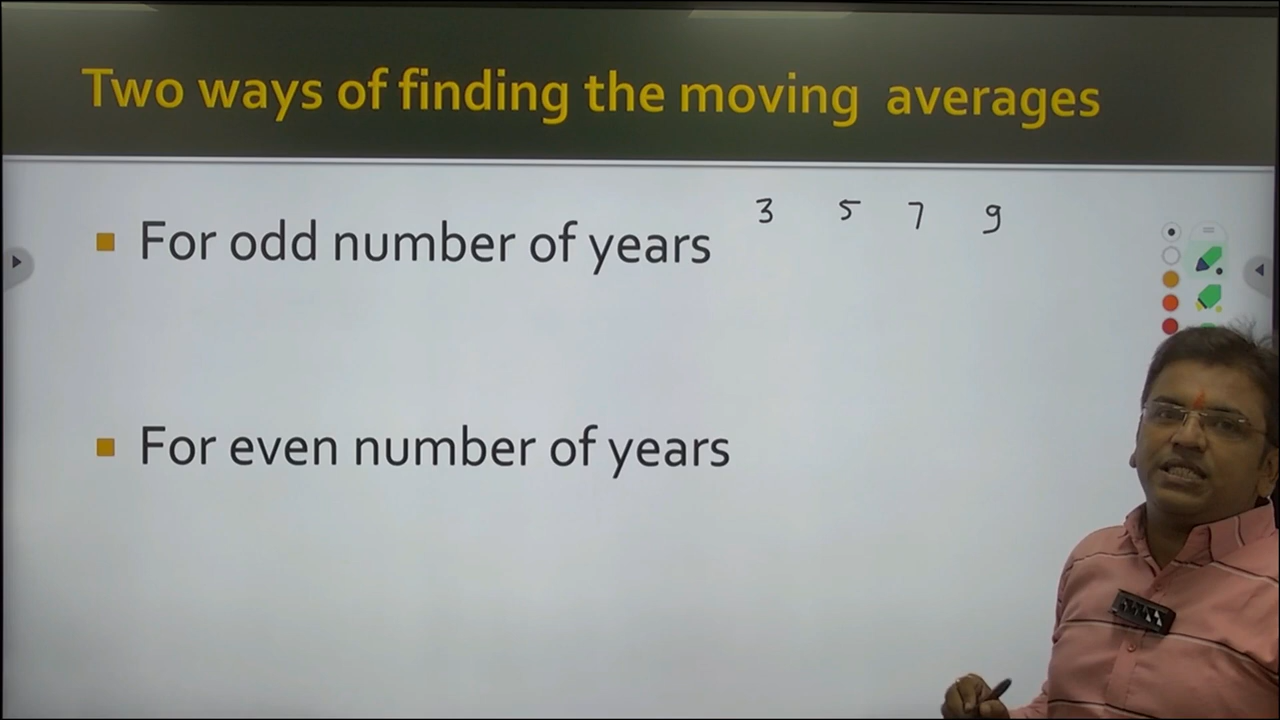 Two ways of finding the moving averages
For odd number of years 3 5 7 9
For even number of years